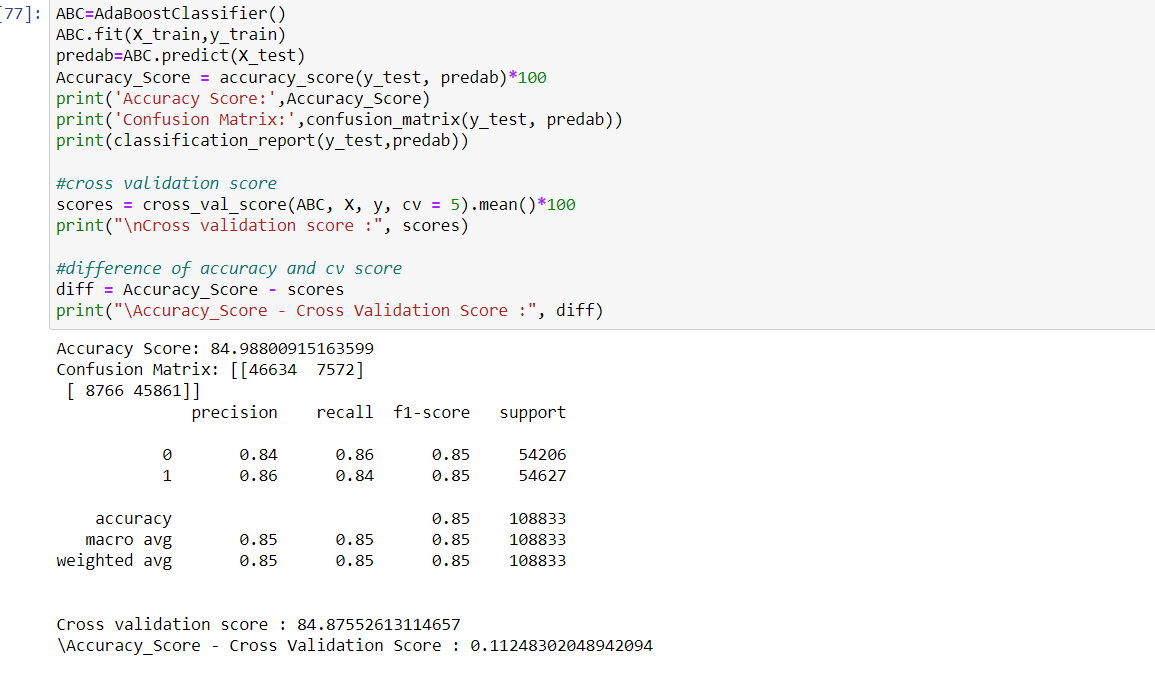 [77]: ABC=AdaBoostClassifier()
ABC.fit(X_train,y_train)
predab=ABC.predict(X_test)
Accuracy_Score = accuracy_score(y_test, predab)*100
print('Accuracy Score:',Accuracy_Score)
print('Confusion Matrix:',confusion_matrix(y_test, predab))
print(classification_report(y_test,predab))
#cross validation score
scores = cross_val_score(ABC, X, y, cv = 5).mean()*100
print("\nCross validation score :", scores)
#difference of accuracy and cv score
diff = Accuracy_Score - scores
print("\Accuracy_Score - Cross Validation Score :", diff)
Accuracy Score: 84.98800915163599
Confusion Matrix: [[46634  7572]
 [ 8766 45861]]
              precision    recall  f1-score   support
           0       0.84      0.86      0.85     54206
           1       0.86      0.84      0.85     54627
    accuracy                           0.85    108833
   macro avg       0.85      0.85      0.85    108833
weighted avg       0.85      0.85      0.85    108833
Cross validation score : 84.87552613114657
\Accuracy_Score - Cross Validation Score : 0.11248302048942094